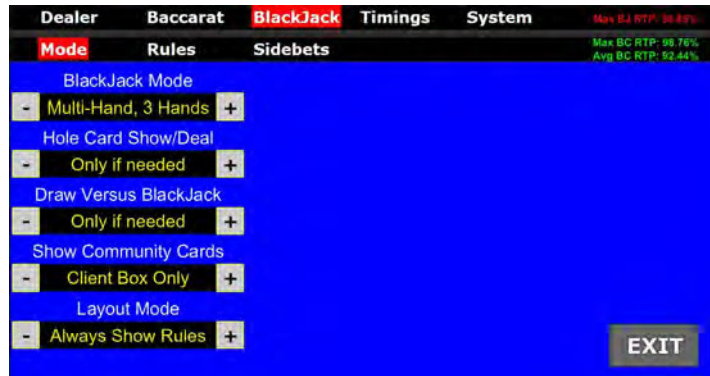 Dealer Baccarat BlackJack Timings System
Mode Rules Sidebets
Max BC RTP: 98.76%
Avg BC RTP: 92.44%
BlackJack Mode
- Multi-Hand, 3 Hands +
Hole Card Show/Deal
- Only if needed +
Draw Versus BlackJack
- Only if needed +
Show Community Cards
- Client Box Only +
Layout Mode
- Always Show Rules +
EXIT